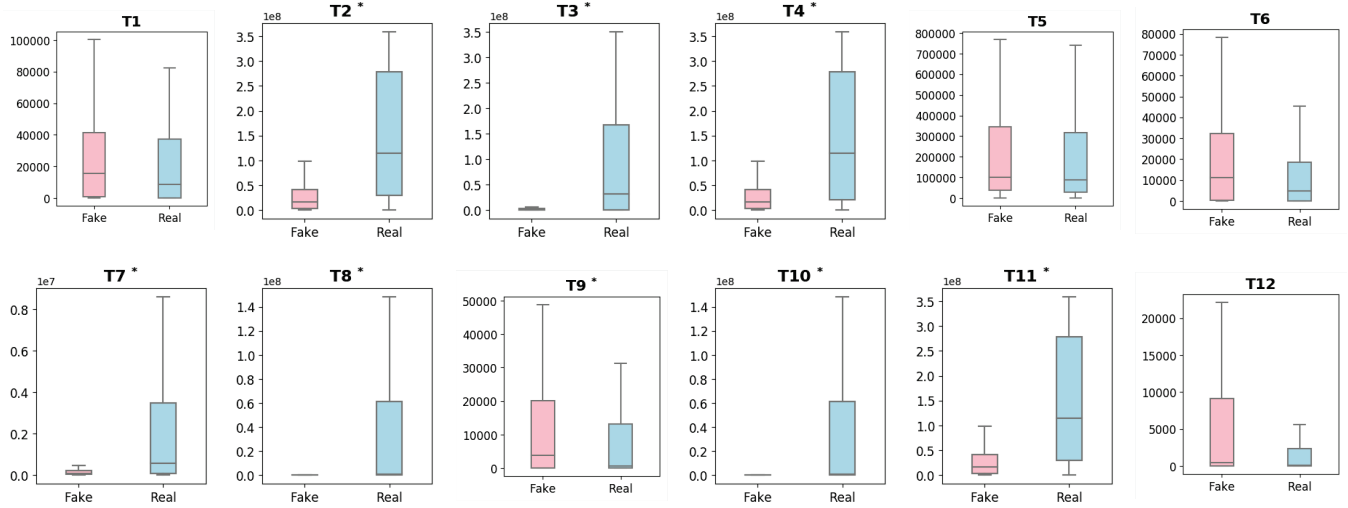 T1
100000
80000
60000
40000
20000
0
Fake Real
1e8
T2 *
3.5
3.0
2.5
2.0
1.5
1.0
0.5
0.0
Fake Real
1e8
T3 *
3.5
3.0
2.5
2.0
1.5
1.0
0.5
0.0
Fake Real
1e8
T4 *
3.5
3.0
2.5
2.0
1.5
1.0
0.5
0.0
Fake Real
T5
800000
700000
600000
500000
400000
300000
200000
100000
0
Fake Real
T6
80000
70000
60000
50000
40000
30000
20000
10000
0
Fake Real
1e7
T7 *
0.8
0.6
0.4
0.2
0.0
Fake Real
1e8
T8 *
1.4
1.2
1.0
0.8
0.6
0.4
0.2
0.0
Fake Real
T9 *
50000
40000
30000
20000
10000
0
Fake Real
1e8
T10 *
1.4
1.2
1.0
0.8
0.6
0.4
0.2
0.0
Fake Real
1e8
T11 *
3.5
3.0
2.5
2.0
1.5
1.0
0.5
0.0
Fake Real
T12
20000
15000
10000
5000
0
Fake Real